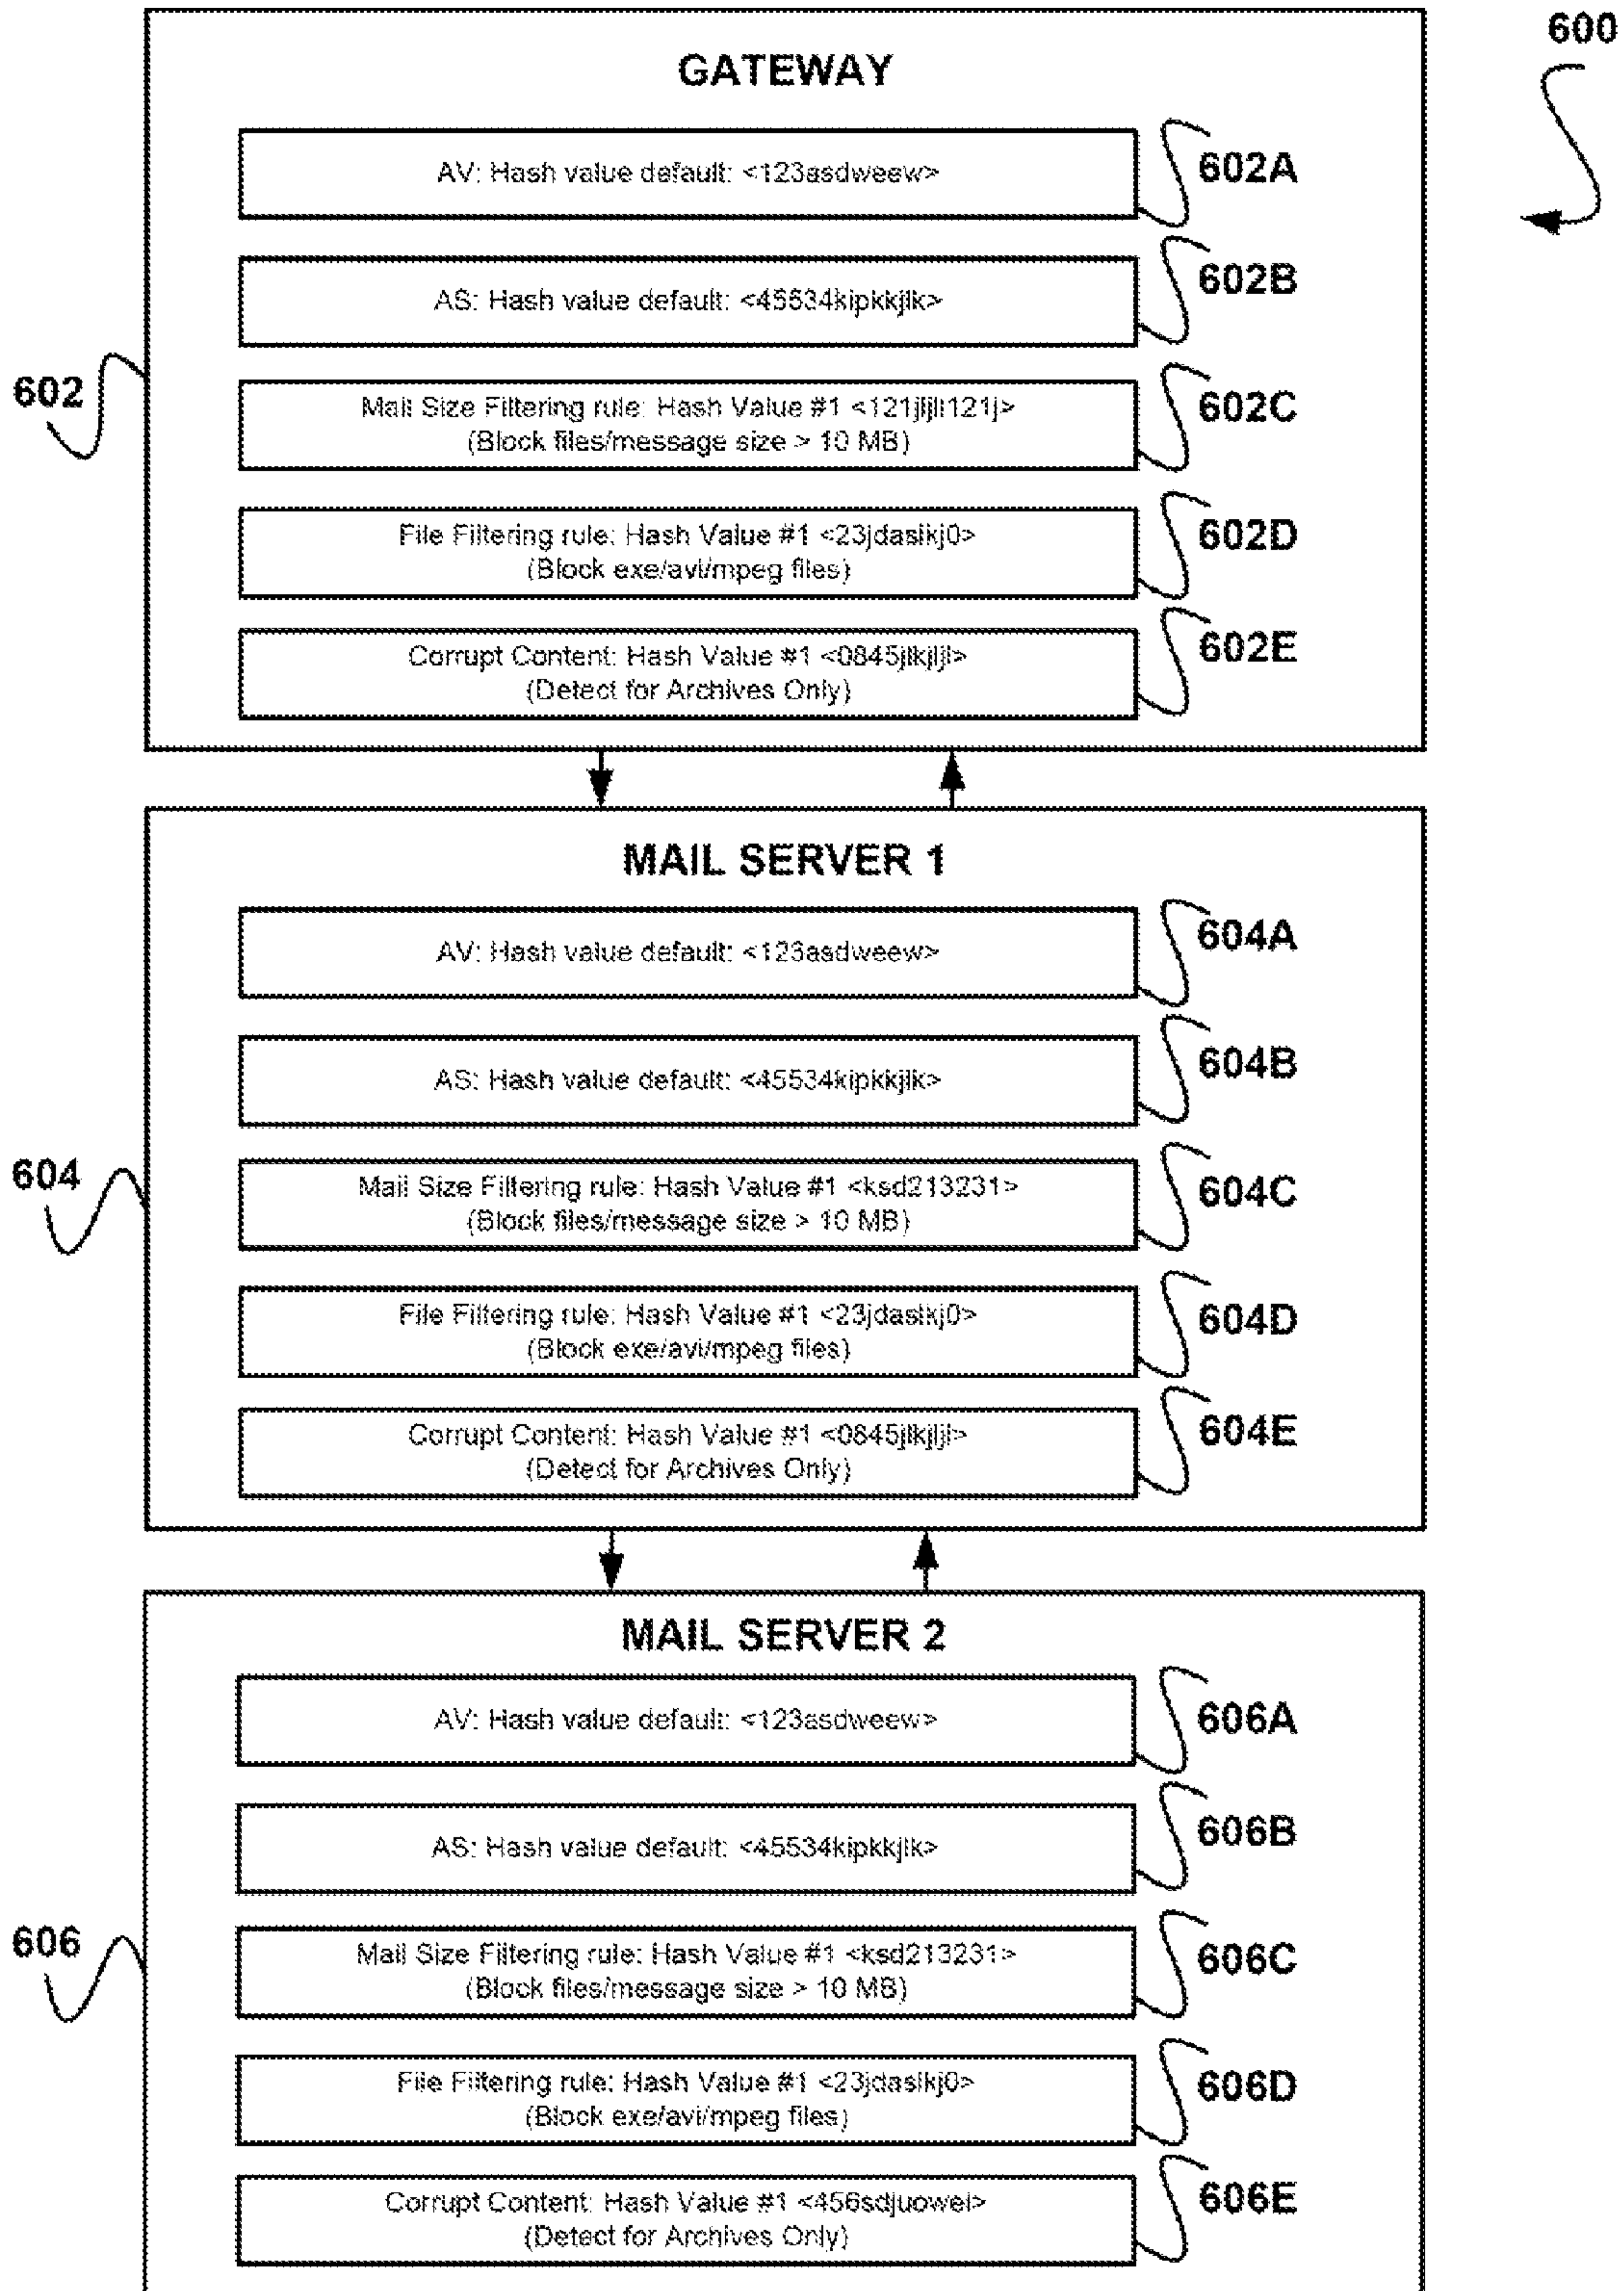 600
GATEWAY
AV: Hash value default: <123asdweew>
602A
AS: Hash value default: <45534kipkkjlk>
602B
602
Mail Size Filtering rule: Hash Value #1
(Block files/message size > 10 MB)
602C
File Filtering rule: Hash Value #1 <23jdaslkj0>
(Block exe/avi/mpeg files)
602D
Corrupt Content: Hash Value #1 <0845jlkjljl>
(Detect for Archives Only)
602E
MAIL SERVER 1
AV: Hash value default: <123asdweew>
604A
AS: Hash value default: <45534kipkkjlk>
604B
604
Mail Size Filtering rule: Hash Value #1 <ksd213231>
(Block files/message size > 10 MB)
604C
File Filtering rule: Hash Value #1 <23jdaslkj0>
(Block exe/avi/mpeg files)
604D
Corrupt Content: Hash Value #1 <0845jlkjljl>
(Detect for Archives Only)
604E
MAIL SERVER 2
AV: Hash value default: <123asdweew>
606A
AS: Hash value default: <45534kipkkjlk>
606B
606
Mail Size Filtering rule: Hash Value #1 <ksd213231>
(Block files/message size > 10 MB)
606C
File Filtering rule: Hash Value #1 <23jdaslkj0>
(Block exe/avi/mpeg files)
606D
Corrupt Content: Hash Value #1 <456sdjuowei>
(Detect for Archives Only)
606E